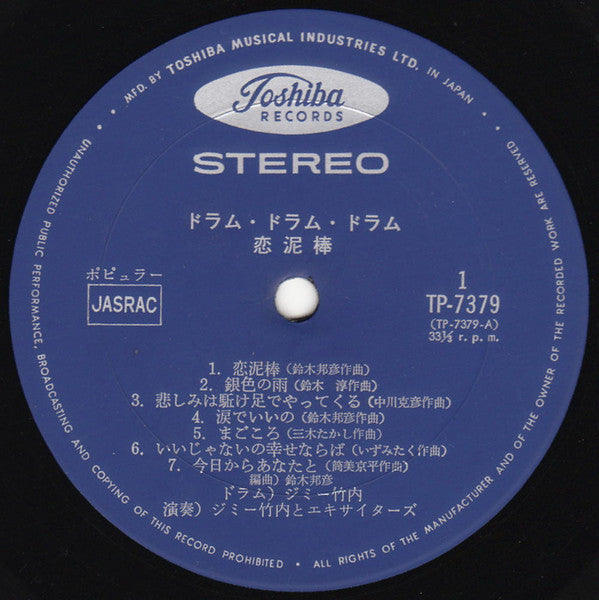 MFD. BY TOSHIBA MUSICAL INDUSTRIES LTD. IN JAPAN
Toshiba
RECORDS
STEREO
ドラム・ドラム・ドラム
恋泥棒
ポピュラー
JASRAC
1
TP-7379
(TP-7379-A)
33⅓ r. p. m.
1. 恋泥棒 (鈴木邦彦作曲)
2. 銀色の雨 (鈴木 淳作曲)
3. 悲しみは駈け足でやってくる (中川克彦作曲)
4. 涙でいいの (鈴木邦彦作曲)
5. まごころ (三木たかし作曲)
6. いいじゃないの幸せならば (いずみたく作曲)
7. 今日からあなたと (筒美京平作曲)
編曲) 鈴木邦彦
ドラム) ジミー竹内
演奏) ジミー竹内とエキサイターズ
UNAUTHORIZED PUBLIC PERFORMANCE, BROADCASTING AND COPYING OF THIS RECORD PROHIBITED • ALL RIGHTS OF THE MANUFACTURER AND OF THE OWNER OF THE RECORDED WORK ARE RESERVED